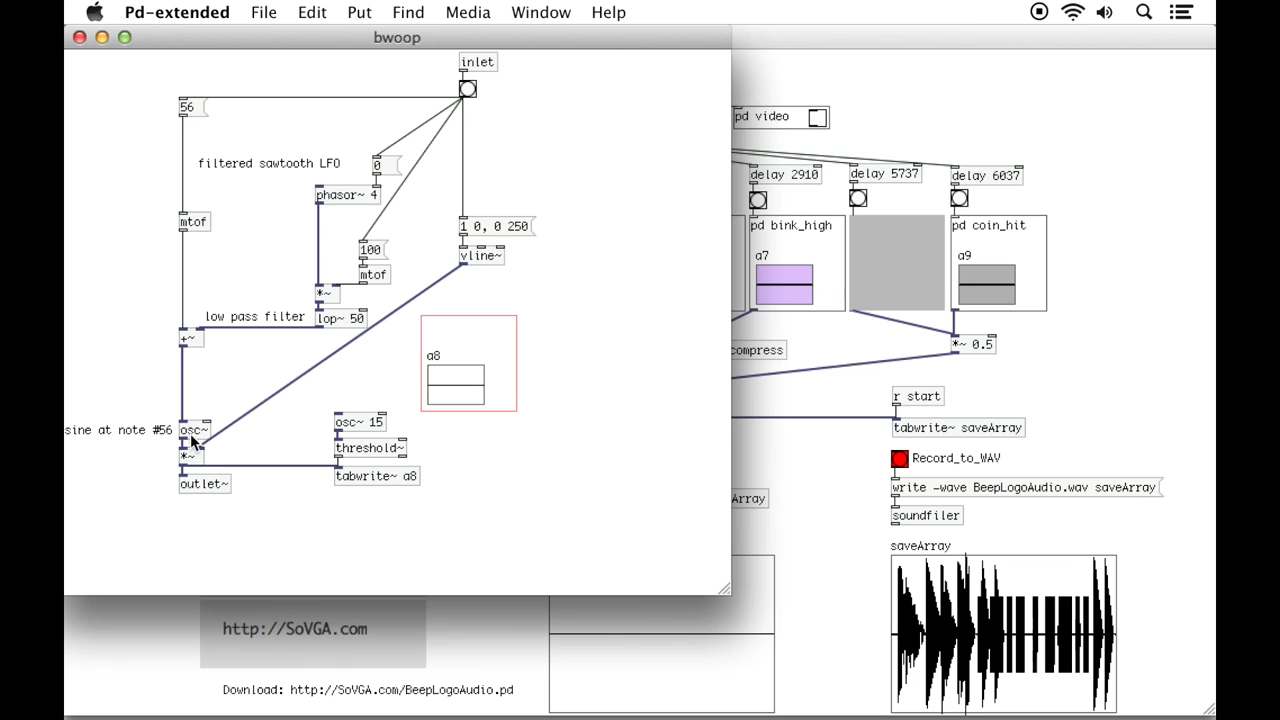 Pd-extended File Edit Put Find Media Window Help
bwoop
inlet
56
filtered sawtooth LFO
0
phasor~ 4
mtof
100
mtof
1 0, 0 250
vline~
*~
low pass filter
lop~ 50
+~
a8
sine at note #56
osc~
*~
outlet~
osc~ 15
threshold~
tabwrite~ a8
pd video
delay 2910
delay 5737
delay 6037
pd bink_high
a7
pd coin_hit
a9
compress
*~ 0.5
r start
tabwrite~ saveArray
Record_to_WAV
Array
write -wave BeepLogoAudio.wav saveArray
soundfiler
saveArray
http://SoVGA.com
Download: http://SoVGA.com/BeepLogoAudio.pd